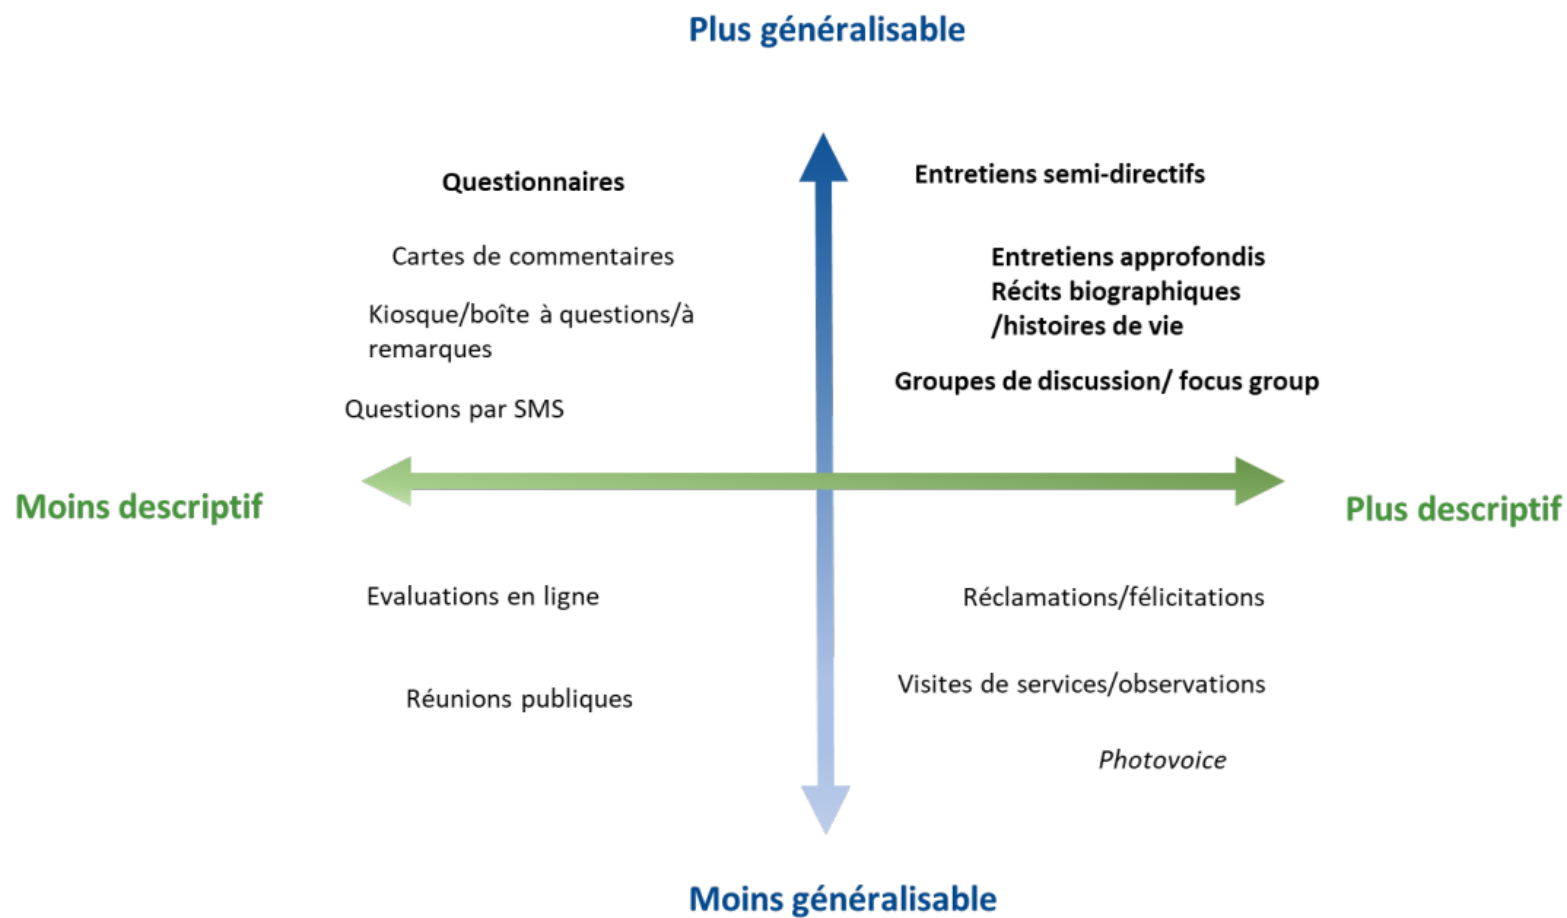 Plus généralisable
Questionnaires
Entretiens semi-directifs
Cartes de commentaires
Entretiens approfondis
Récits biographiques
/histoires de vie
Kiosque/boîte à questions/à
remarques
Groupes de discussion/ focus group
Questions par SMS
Moins descriptif
Plus descriptif
Evaluations en ligne
Réclamations/félicitations
Réunions publiques
Visites de services/observations
Photovoice
Moins généralisable